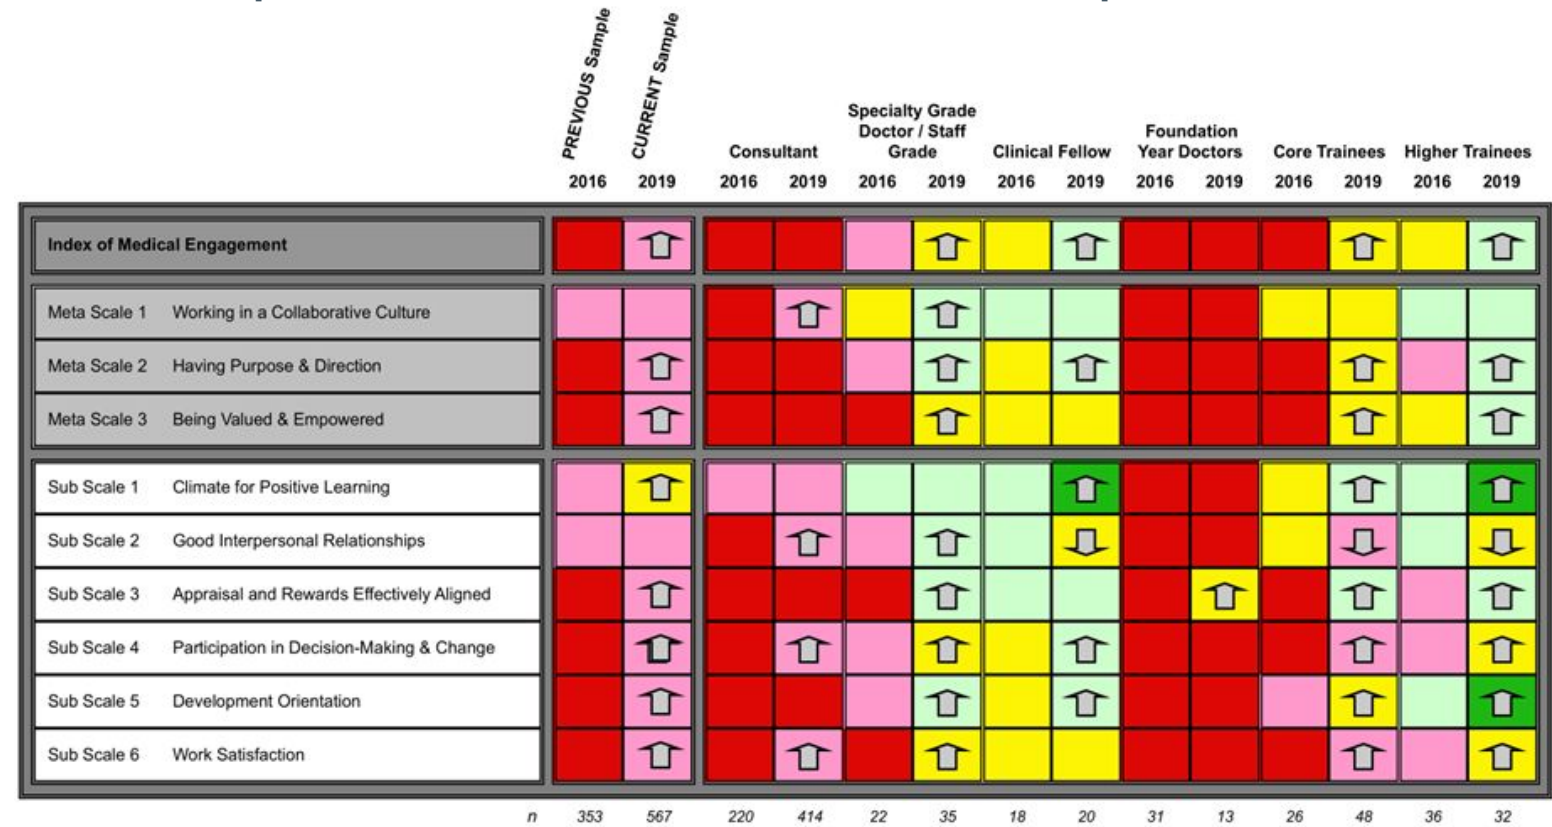 PREVIOUS Sample
CURRENT Sample
Specialty Grade
Doctor / Staff
Grade
Foundation
Year Doctors
Consultant
Clinical Fellow
Core Trainees
Higher Trainees
2016 2019 2016 2019 2016 2019 2016 2019 2016 2019 2016 2019 2016 2019
Index of Medical Engagement
Meta Scale 1 Working in a Collaborative Culture
Meta Scale 2 Having Purpose & Direction
Meta Scale 3 Being Valued & Empowered
Sub Scale 1 Climate for Positive Learning
Sub Scale 2 Good Interpersonal Relationships
Sub Scale 3 Appraisal and Rewards Effectively Aligned
Sub Scale 4 Participation in Decision-Making & Change
Sub Scale 5 Development Orientation
Sub Scale 6 Work Satisfaction
n 353 567 220 414 22 35 18 20 31 13 26 48 36 32